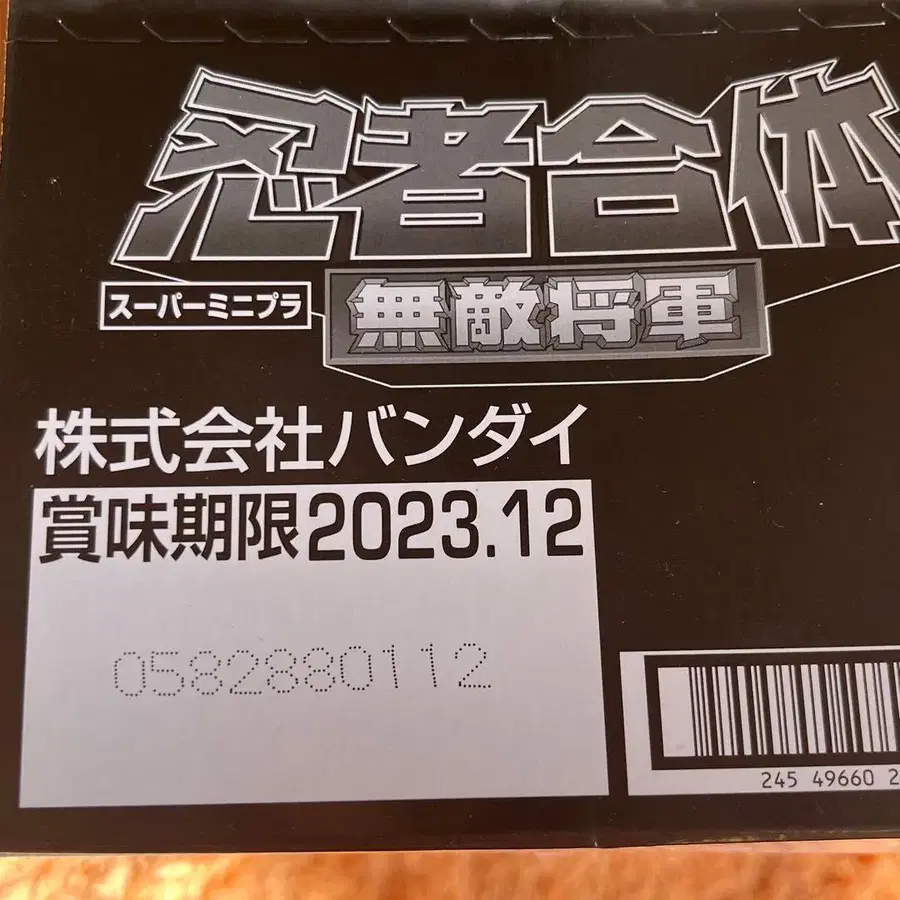 忍者合体
スーパーミニプラ
無敵将軍
株式会社バンダイ
賞味期限2023.12
0582880112
245 49660 2